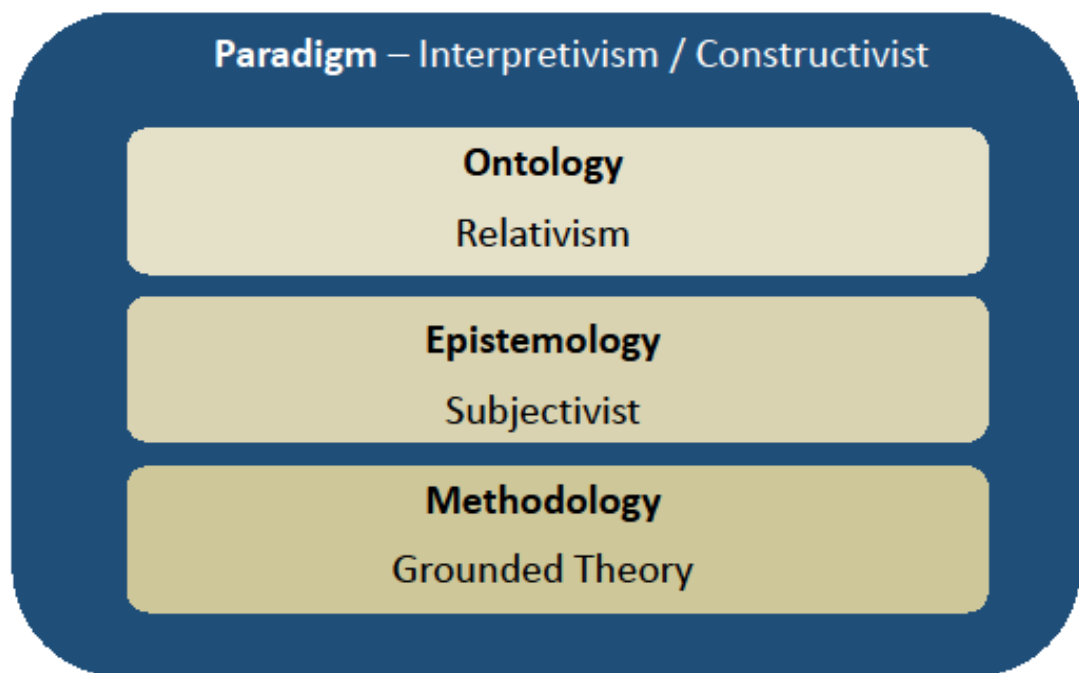 Paradigm – Interpretivism / Constructivist
Ontology
Relativism
Epistemology
Subjectivist
Methodology
Grounded Theory